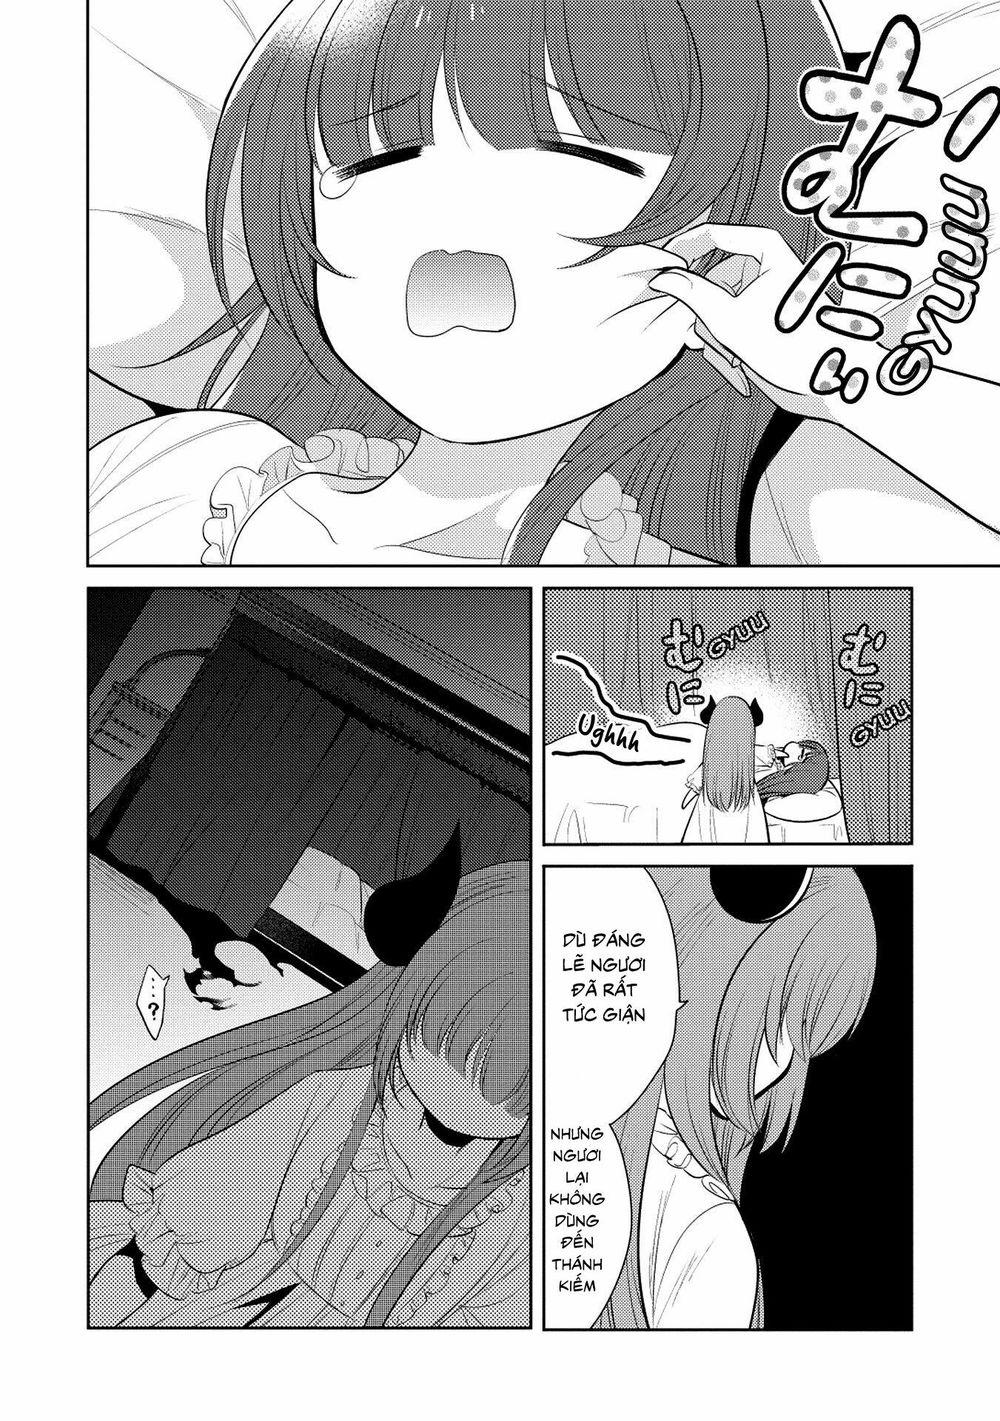 むにっ
Gyuuu
むに
GYUU
むに
GYUU
Ughhh
DÙ ĐÁNG
LẼ NGƯƠI
ĐÃ RẤT
TỨC GIẬN
NHƯNG
NGƯƠI
LẠI
KHÔNG
DÙNG
ĐẾN
THÁNH
KIẾM
...?